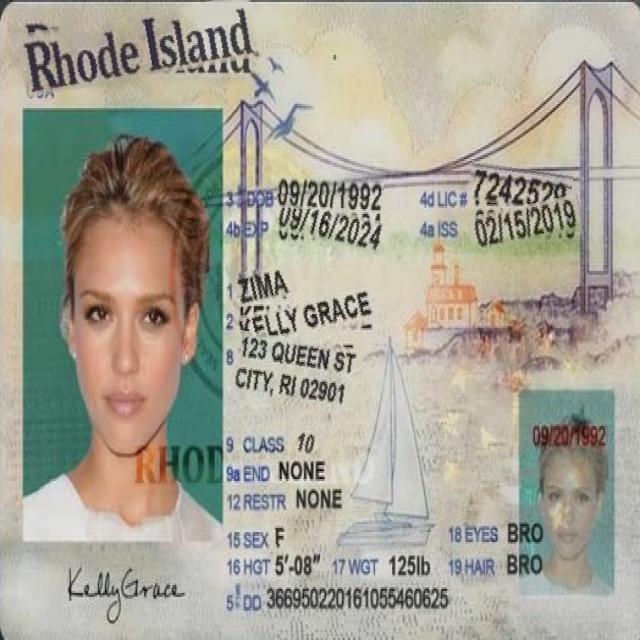 Rhode Island
USA
3 DOB 09/20/1992 4d LIC # 7242529
4b EXP 09/16/2024 4a ISS 02/15/2019
1 ZIMA
2 KELLY GRACE
8 123 QUEEN ST
CITY, RI 02901
9 CLASS 10
9a END NONE
12 RESTR NONE
15 SEX F
16 HGT 5'-08" 17 WGT 125lb
18 EYES BRO
19 HAIR BRO
5 DD 366950220161055460625
09/20/1992
RHOD
KellyGrace